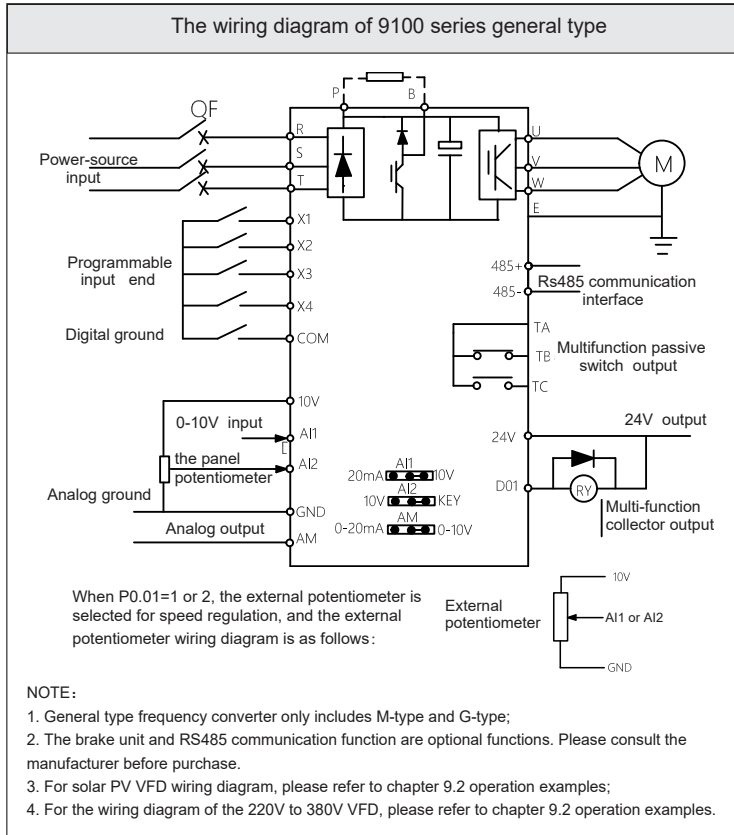 The wiring diagram of 9100 series general type
P
B
QF
R
S
T
Power-source
input
U
V
W
E
M
X1
X2
X3
X4
COM
Programmable
input end
Digital ground
485+
485-
Rs485 communication
interface
TA
TB
TC
Multifunction passive
switch output
10V
0-10V input
AI1
[
AI2
the panel
potentiometer
Analog ground
GND
Analog output
AM
24V
24V output
D01
RY
Multi-function
collector output
AI1
20mA
10V
AI2
10V
KEY
AM
0-20mA
0-10V
When P0.01=1 or 2, the external potentiometer is
selected for speed regulation, and the external
potentiometer wiring diagram is as follows:
External
potentiometer
10V
AI1 or AI2
GND
NOTE：
1. General type frequency converter only includes M-type and G-type;
2. The brake unit and RS485 communication function are optional functions. Please consult the
manufacturer before purchase.
3. For solar PV VFD wiring diagram, please refer to chapter 9.2 operation examples;
4. For the wiring diagram of the 220V to 380V VFD, please refer to chapter 9.2 operation examples.